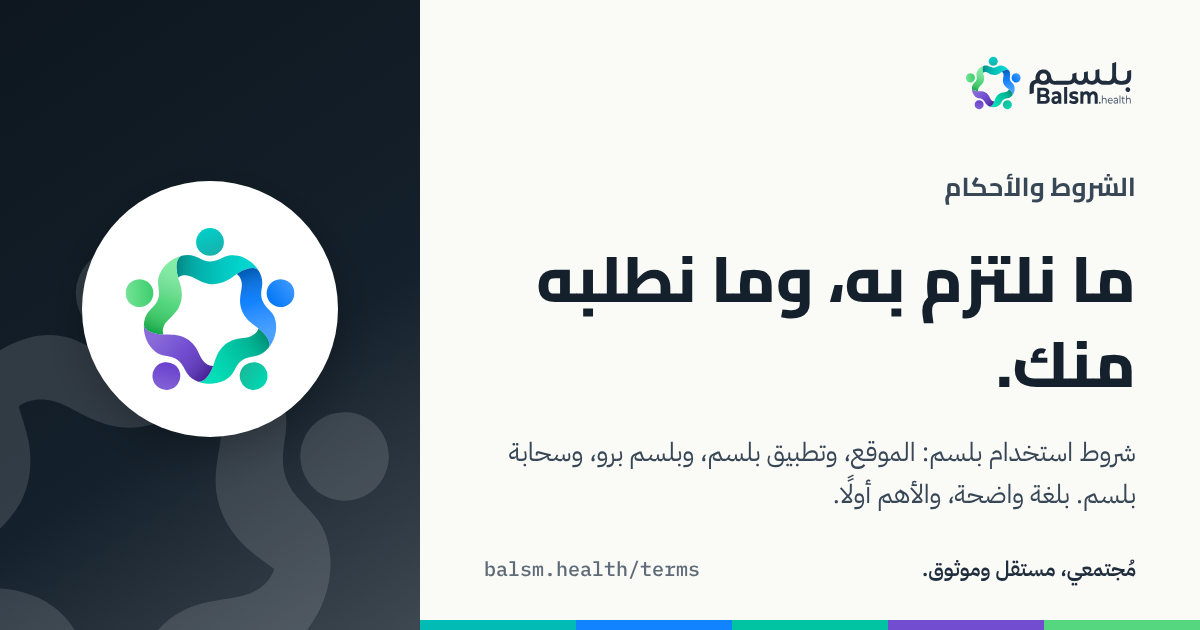 بلسم
Balsm.health
الشروط والأحكام
ما نلتزم به، وما نطلبه
منك.
شروط استخدام بلسم: الموقع، وتطبيق بلسم، وبلسم برو، وسحابة
بلسم. بلغة واضحة، والأهم أولًا.
مُجتمعي، مستقل وموثوق.
balsm.health/terms